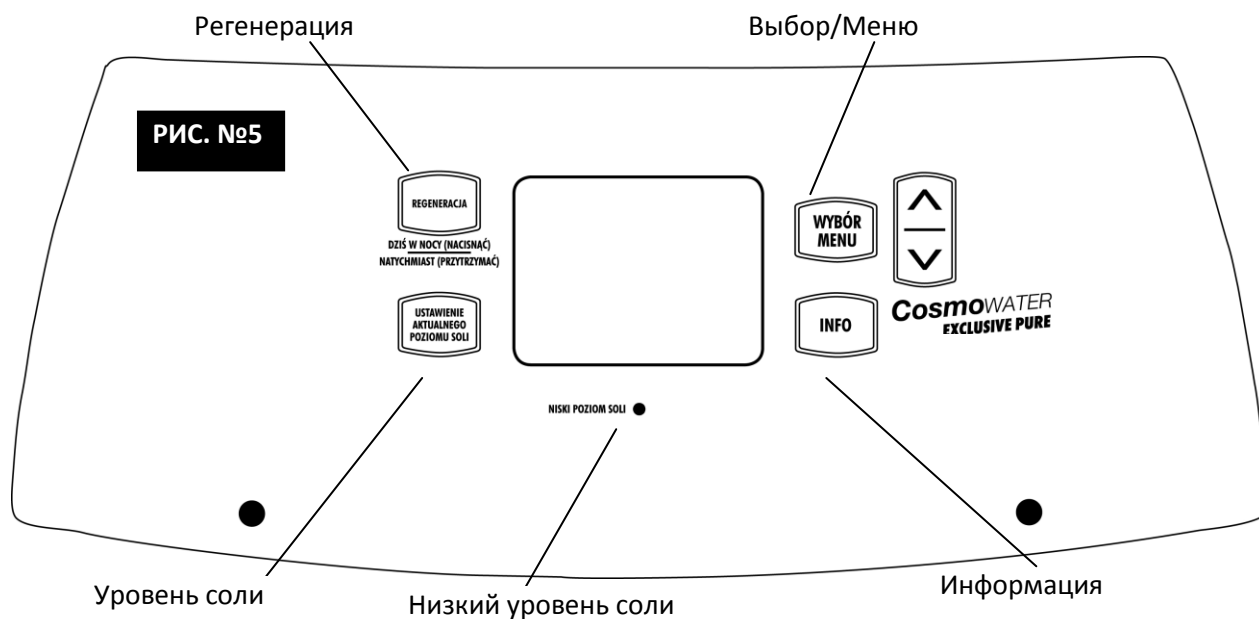 Регенерация
Выбор/Меню
РИС. №5
REGENERACJA
DZIŚ W NOCY (NACISNĄĆ)
NATYCHMIAST (PRZYTRZYMAĆ)
WYBÓR
MENU
USTAWIENIE
AKTUALNEGO
POZIOMU SOLI
INFO
CosmoWATER
EXCLUSIVE PURE
NISKI POZIOM SOLI
Уровень соли
Низкий уровень соли
Информация